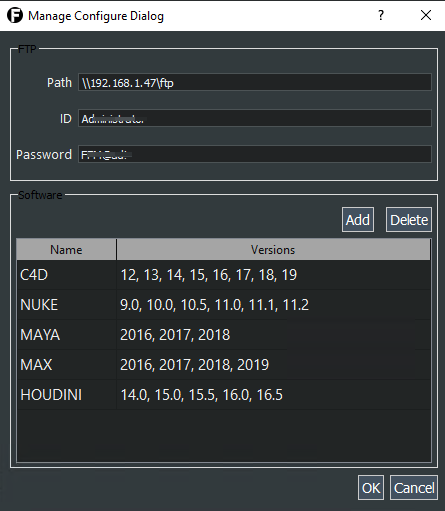 Manage Configure Dialog
FTP
Path \\192.168.1.47\ftp
ID
Password
Software
Add Delete
Name Versions
C4D 12, 13, 14, 15, 16, 17, 18, 19
NUKE 9.0, 10.0, 10.5, 11.0, 11.1, 11.2
MAYA 2016, 2017, 2018
MAX 2016, 2017, 2018, 2019
HOUDINI 14.0, 15.0, 15.5, 16.0, 16.5
OK Cancel